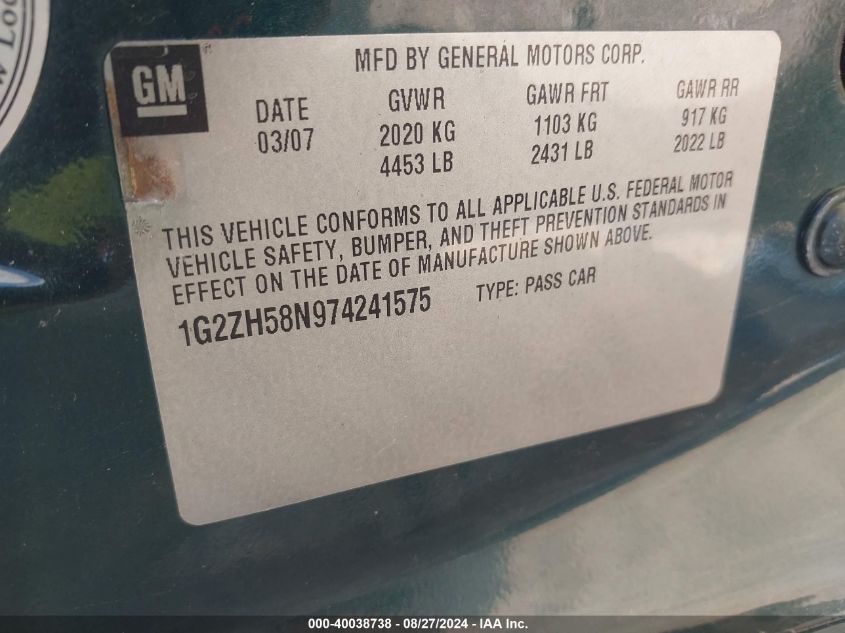 w Loo
GM
MFD BY GENERAL MOTORS CORP.
DATE GVWR GAWR FRT GAWR RR
03/07 2020 KG 1103 KG 917 KG
4453 LB 2431 LB 2022 LB
THIS VEHICLE CONFORMS TO ALL APPLICABLE U.S. FEDERAL MOTOR
VEHICLE SAFETY, BUMPER, AND THEFT PREVENTION STANDARDS IN
EFFECT ON THE DATE OF MANUFACTURE SHOWN ABOVE.
1G2ZH58N974241575 TYPE: PASS CAR
000-40038738 - 08/27/2024 - IAA Inc.